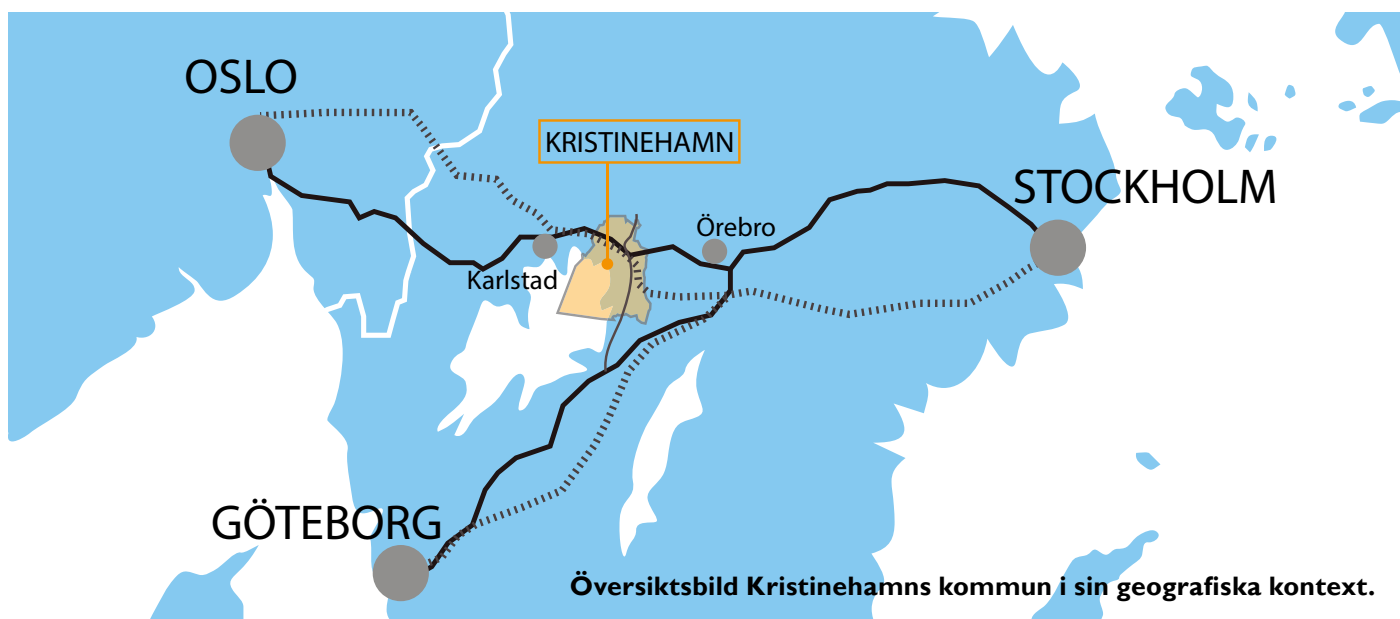 OSLO
KRISTINEHAMN
STOCKHOLM
Örebro
Karlstad
GÖTEBORG
Översiktsbild Kristinehamns kommun i sin geografiska kontext.